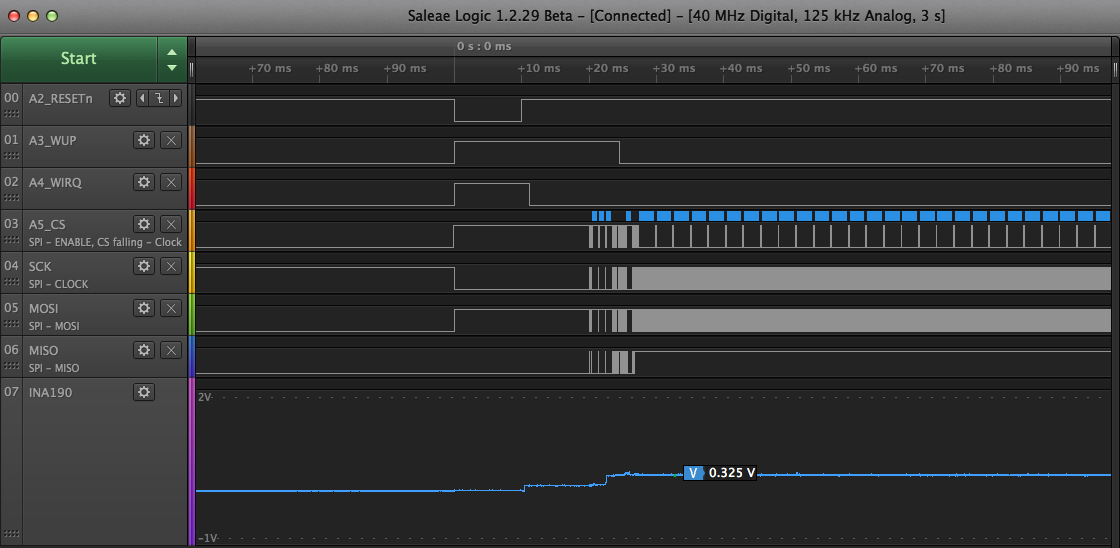 Saleae Logic 1.2.29 Beta - [Connected] - [40 MHz Digital, 125 kHz Analog, 3 s]
Start
0 s : 0 ms
+70 ms +80 ms +90 ms +10 ms +20 ms +30 ms +40 ms +50 ms +60 ms +70 ms +80 ms +90 ms
00 A2_RESETn
01 A3_WUP
02 A4_WIRQ
03 A5_CS
SPI - ENABLE, CS falling - Clock
04 SCK
SPI - CLOCK
05 MOSI
SPI - MOSI
06 MISO
SPI - MISO
07 INA190
2V
V 0.325 V
-1V